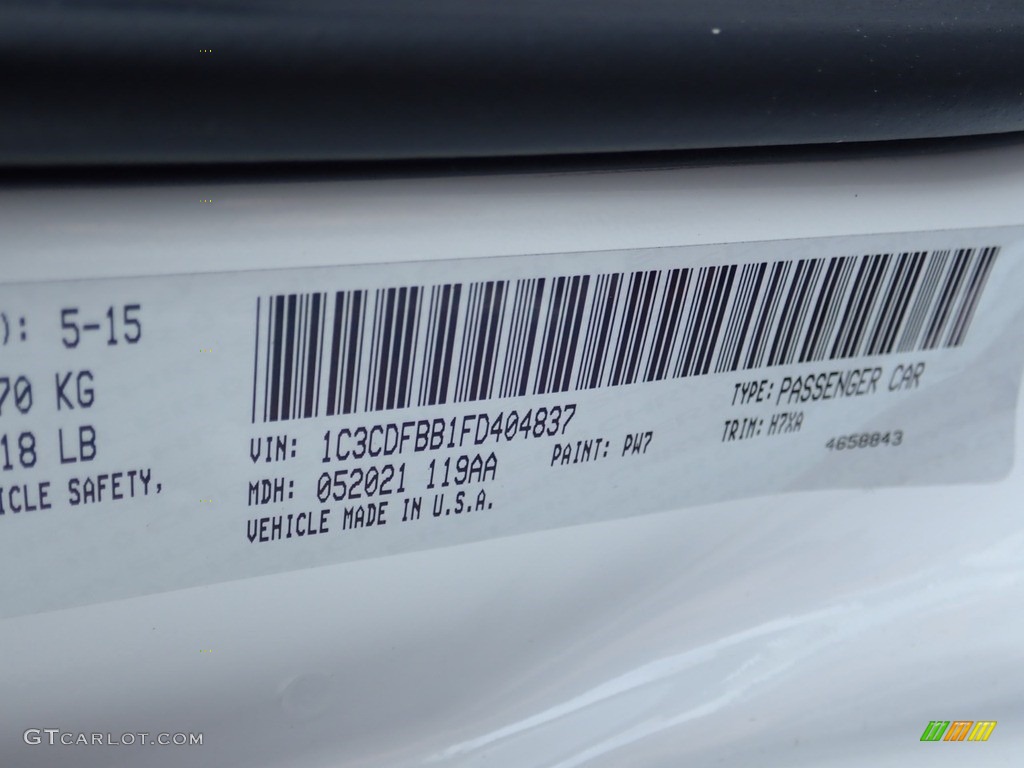 ): 5-15
70 KG
18 LB
ICLE SAFETY,
VIN: 1C3CDFBB1FD404837
TYPE: PASSENGER CAR
MDH: 052021 119AA
PAINT: PW7
TRIM: H7XA
4658843
VEHICLE MADE IN U.S.A.
GTCARLOT.COM